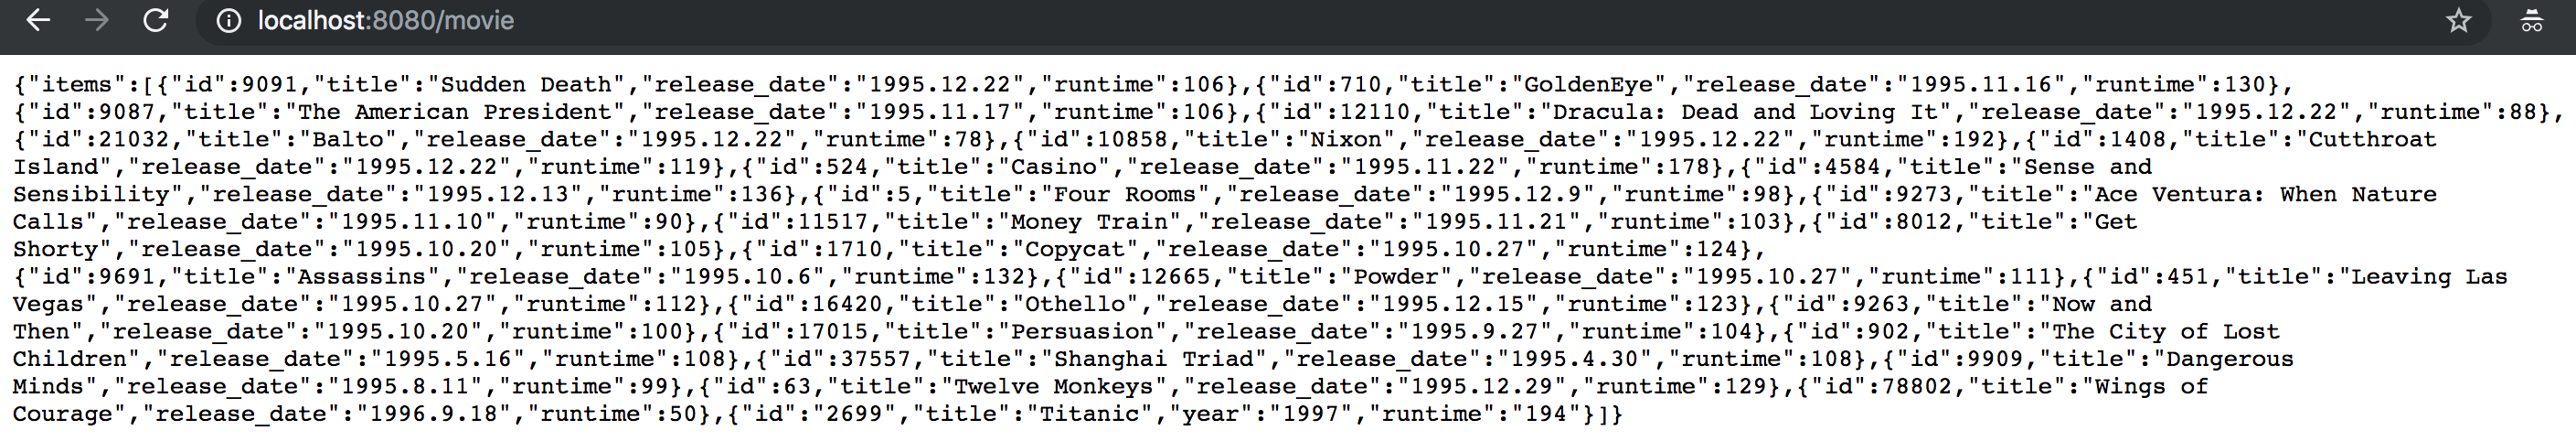 localhost:8080/movie
{"items":[{"id":9091,"title":"Sudden Death","release_date":"1995.12.22","runtime":106},{"id":710,"title":"GoldenEye","release_date":"1995.11.16","runtime":130},
{"id":9087,"title":"The American President","release_date":"1995.11.17","runtime":106},{"id":12110,"title":"Dracula: Dead and Loving It","release_date":"1995.12.22","runtime":88},
{"id":21032,"title":"Balto","release_date":"1995.12.22","runtime":78},{"id":10858,"title":"Nixon","release_date":"1995.12.22","runtime":192},{"id":1408,"title":"Cutthroat
Island","release_date":"1995.12.22","runtime":119},{"id":524,"title":"Casino","release_date":"1995.11.22","runtime":178},{"id":4584,"title":"Sense and
Sensibility","release_date":"1995.12.13","runtime":136},{"id":5,"title":"Four Rooms","release_date":"1995.12.9","runtime":98},{"id":9273,"title":"Ace Ventura: When Nature
Calls","release_date":"1995.11.10","runtime":90},{"id":11517,"title":"Money Train","release_date":"1995.11.21","runtime":103},{"id":8012,"title":"Get
Shorty","release_date":"1995.10.20","runtime":105},{"id":1710,"title":"Copycat","release_date":"1995.10.27","runtime":124},
{"id":9691,"title":"Assassins","release_date":"1995.10.6","runtime":132},{"id":12665,"title":"Powder","release_date":"1995.10.27","runtime":111},{"id":451,"title":"Leaving Las
Vegas","release_date":"1995.10.27","runtime":112},{"id":16420,"title":"Othello","release_date":"1995.12.15","runtime":123},{"id":9263,"title":"Now and
Then","release_date":"1995.10.20","runtime":100},{"id":17015,"title":"Persuasion","release_date":"1995.9.27","runtime":104},{"id":902,"title":"The City of Lost
Children","release_date":"1995.5.16","runtime":108},{"id":37557,"title":"Shanghai Triad","release_date":"1995.4.30","runtime":108},{"id":9909,"title":"Dangerous
Minds","release_date":"1995.8.11","runtime":99},{"id":63,"title":"Twelve Monkeys","release_date":"1995.12.29","runtime":129},{"id":78802,"title":"Wings of
Courage","release_date":"1996.9.18","runtime":50},{"id":"2699","title":"Titanic","year":"1997","runtime":"194"}]}